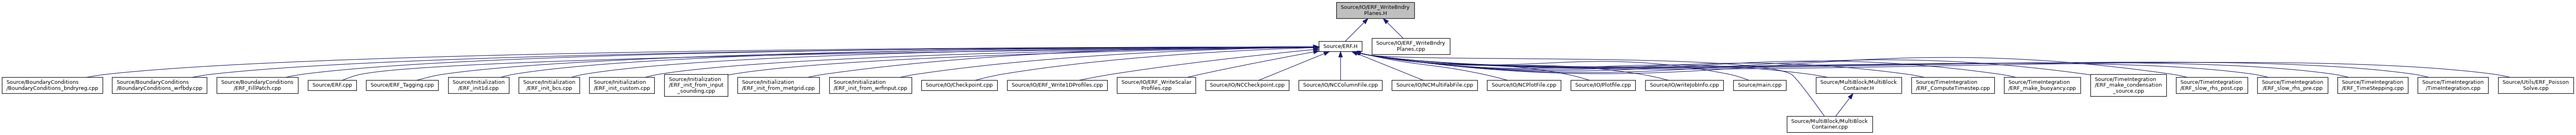 Source/IO/ERF_WriteBndry
Planes.H
Source/ERF.H
Source/IO/ERF_WriteBndry
Planes.cpp
Source/BoundaryConditions
/BoundaryConditions_bndryreg.cpp
Source/BoundaryConditions
/BoundaryConditions_wrfbdy.cpp
Source/BoundaryConditions
/ERF_FillPatch.cpp
Source/ERF.cpp
Source/ERF_Tagging.cpp
Source/Initialization
/ERF_init1d.cpp
Source/Initialization
/ERF_init_bcs.cpp
Source/Initialization
/ERF_init_custom.cpp
Source/Initialization
/ERF_init_from_input
_sounding.cpp
Source/Initialization
/ERF_init_from_metgrid.cpp
Source/Initialization
/ERF_init_from_wrfinput.cpp
Source/IO/Checkpoint.cpp
Source/IO/ERF_Write1DProfiles.cpp
Source/IO/ERF_WriteScalar
Profiles.cpp
Source/IO/NCCheckpoint.cpp
Source/IO/NCColumnFile.cpp
Source/IO/NCMultiFabFile.cpp
Source/IO/NCPlotFile.cpp
Source/IO/Plotfile.cpp
Source/IO/writeJobInfo.cpp
Source/main.cpp
Source/MultiBlock/MultiBlock
Container.H
Source/TimeIntegration
/ERF_ComputeTimestep.cpp
Source/TimeIntegration
/ERF_make_buoyancy.cpp
Source/TimeIntegration
/ERF_make_condensation
_source.cpp
Source/TimeIntegration
/ERF_slow_rhs_post.cpp
Source/TimeIntegration
/ERF_slow_rhs_pre.cpp
Source/TimeIntegration
/ERF_TimeStepping.cpp
Source/TimeIntegration
/TimeIntegration.cpp
Source/Utils/ERF_Poisson
Solve.cpp
Source/MultiBlock/MultiBlock
Container.cpp